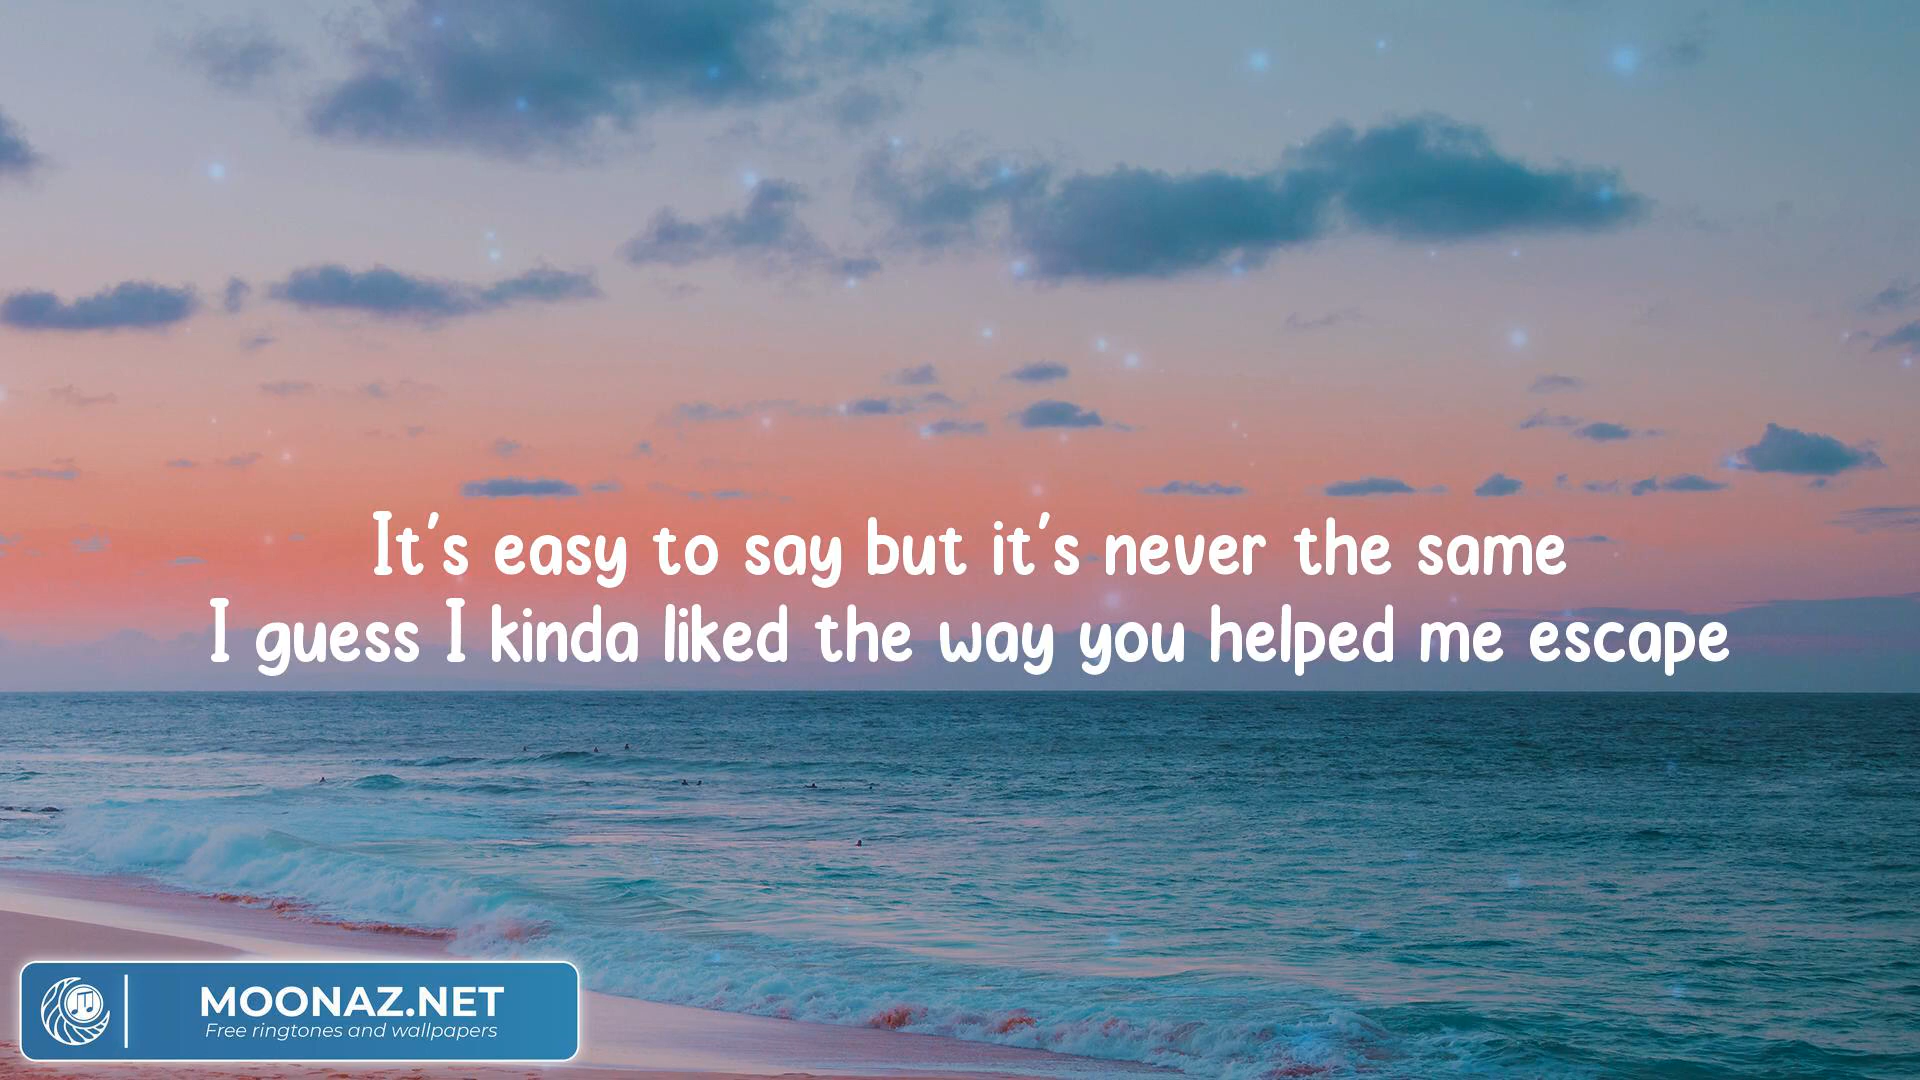 It's easy to say but it's never the same
I guess I kinda liked the way you helped me escape
MOONAZ.NET
Free ringtones and wallpapers